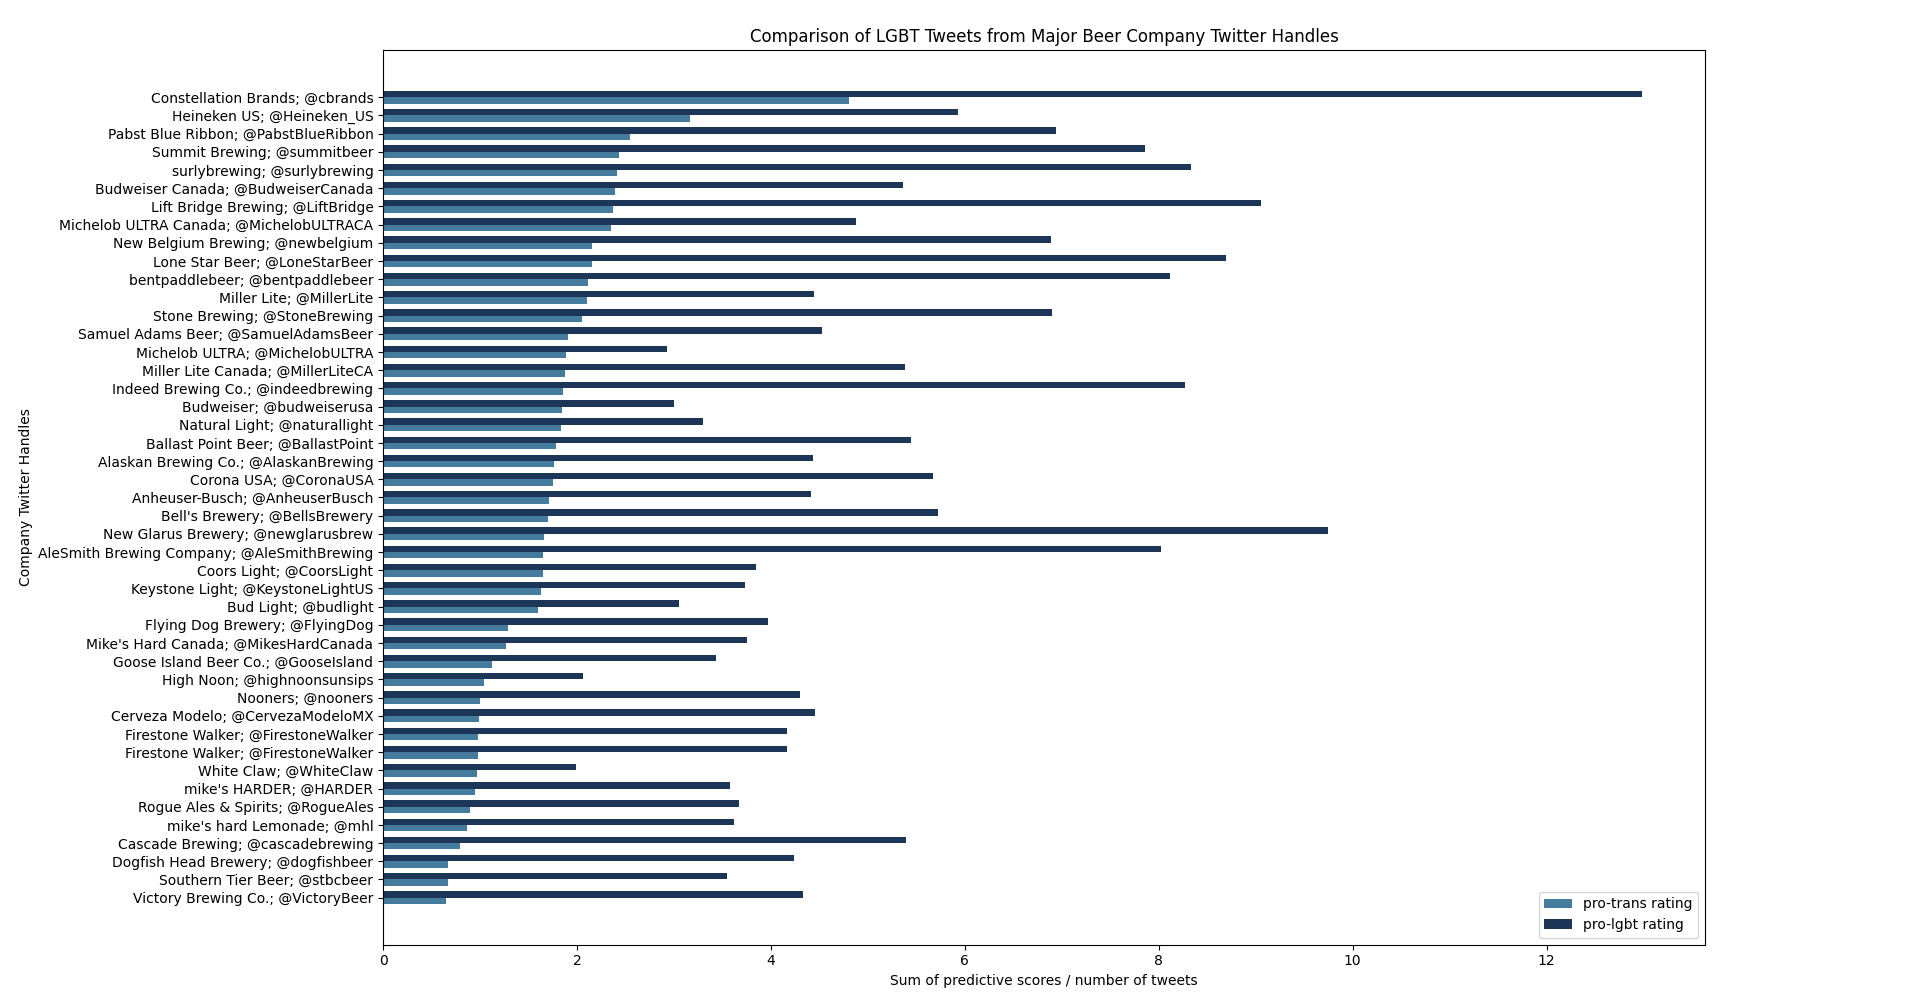 Comparison of LGBT Tweets from Major Beer Company Twitter Handles
Constellation Brands; @cbrands
Heineken US; @Heineken_US
Pabst Blue Ribbon; @PabstBlueRibbon
Summit Brewing; @summitbeer
surlybrewing; @surlybrewing
Budweiser Canada; @BudweiserCanada
Lift Bridge Brewing; @LiftBridge
Michelob ULTRA Canada; @MichelobULTRACA
New Belgium Brewing; @newbelgium
Lone Star Beer; @LoneStarBeer
bentpaddlebeer; @bentpaddlebeer
Miller Lite; @MillerLite
Stone Brewing; @StoneBrewing
Samuel Adams Beer; @SamuelAdamsBeer
Michelob ULTRA; @MichelobULTRA
Miller Lite Canada; @MillerLiteCA
Indeed Brewing Co.; @indeedbrewing
Budweiser; @budweiserusa
Natural Light; @naturallight
Ballast Point Beer; @BallastPoint
Alaskan Brewing Co.; @AlaskanBrewing
Corona USA; @CoronaUSA
Anheuser-Busch; @AnheuserBusch
Bell's Brewery; @BellsBrewery
New Glarus Brewery; @newglarusbrew
AleSmith Brewing Company; @AleSmithBrewing
Coors Light; @CoorsLight
Keystone Light; @KeystoneLightUS
Bud Light; @budlight
Flying Dog Brewery; @FlyingDog
Mike's Hard Canada; @MikesHardCanada
Goose Island Beer Co.; @GooseIsland
High Noon; @highnoonsunsips
Nooners; @nooners
Cerveza Modelo; @CervezaModeloMX
Firestone Walker; @FirestoneWalker
Firestone Walker; @FirestoneWalker
White Claw; @WhiteClaw
mike's HARDER; @HARDER
Rogue Ales & Spirits; @RogueAles
mike's hard Lemonade; @mhl
Cascade Brewing; @cascadebrewing
Dogfish Head Brewery; @dogfishbeer
Southern Tier Beer; @stbcbeer
Victory Brewing Co.; @VictoryBeer
Company Twitter Handles
0 2 4 6 8 10 12
Sum of predictive scores / number of tweets
pro-trans rating
pro-lgbt rating